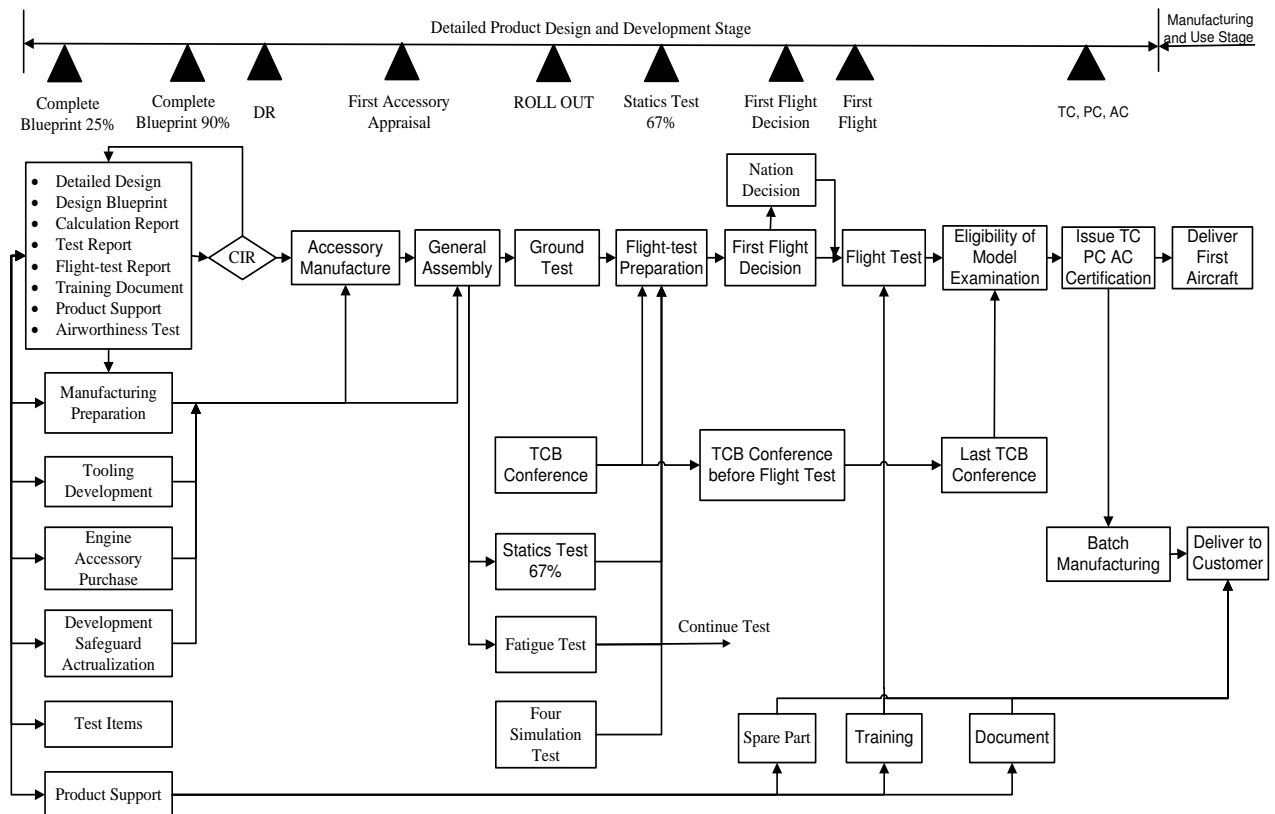 Detailed Product Design and Development Stage
Manufacturing
and Use Stage
Complete
Blueprint 25%
Complete
Blueprint 90%
DR
First Accessory
Appraisal
ROLL OUT
Statics Test
67%
First Flight
Decision
First
Flight
TC, PC, AC
• Detailed Design
• Design Blueprint
• Calculation Report
• Test Report
• Flight-test Report
• Training Document
• Product Support
• Airworthiness Test
CIR
Accessory
Manufacture
General
Assembly
Ground
Test
Flight-test
Preparation
First Flight
Decision
Nation
Decision
Flight Test
Eligibility of
Model
Examination
Issue TC
PC AC
Certification
Deliver
First
Aircraft
Manufacturing
Preparation
Tooling
Development
Engine
Accessory
Purchase
Development
Safeguard
Actrualization
Test Items
Product Support
TCB
Conference
TCB Conference
before Flight Test
Last TCB
Conference
Statics Test
67%
Fatigue Test
Continue Test
Four
Simulation
Test
Batch
Manufacturing
Deliver to
Customer
Spare Part
Training
Document